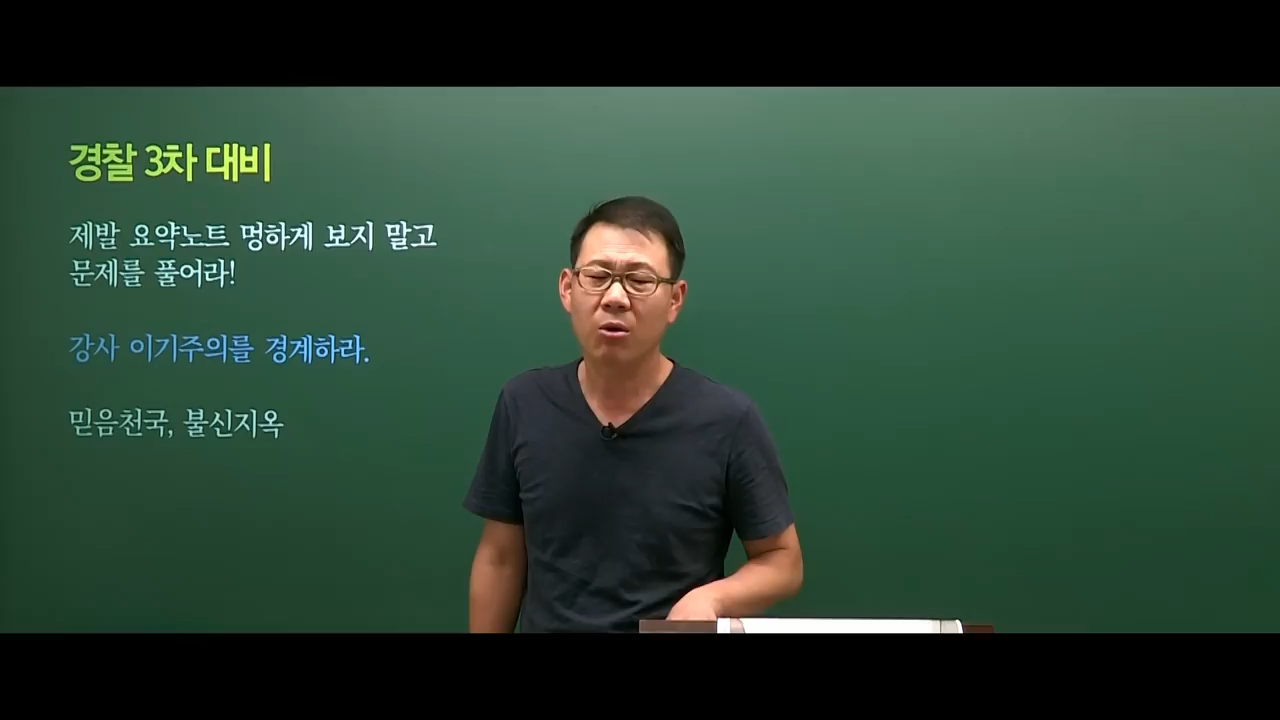 경찰 3차 대비
제발 요약노트 멍하게 보지 말고
문제를 풀어라!
강사 이기주의를 경계하라.
믿음천국, 불신지옥